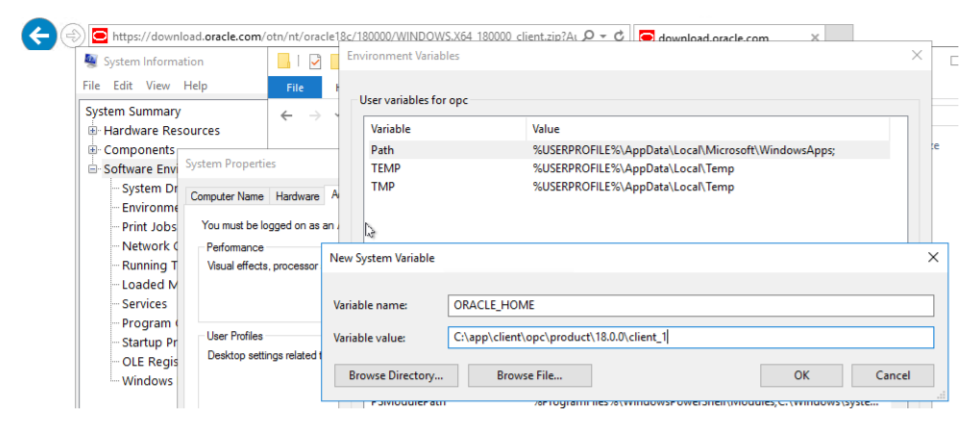 https://download.oracle.com/otn/nt/oracle18c/180000/WINDOWS.X64_180000_client.zip?Au
download.oracle.com
System Information
File Edit View Help
File
System Summary
Hardware Resources
Components
Software Envi
System Dr
Environme
Print Jobs
Network C
Running T
Loaded M
Services
Program
Startup Pr
OLE Regis
Windows
System Properties
Computer Name Hardware
You must be logged on as an
Performance
Visual effects, processor
User Profiles
Desktop settings related t
Environment Variables
User variables for opc
Variable Value
Path %USERPROFILE%\AppData\Local\Microsoft\WindowsApps;
TEMP %USERPROFILE%\AppData\Local\Temp
TMP %USERPROFILE%\AppData\Local\Temp
New System Variable
Variable name: ORACLE_HOME
Variable value: C:\app\client\opc\product\18.0.0\client_1
Browse Directory... Browse File... OK Cancel
PSModulePath %ProgramFiles%\WindowsPowerShell\Modules;C:\Windows\syste...